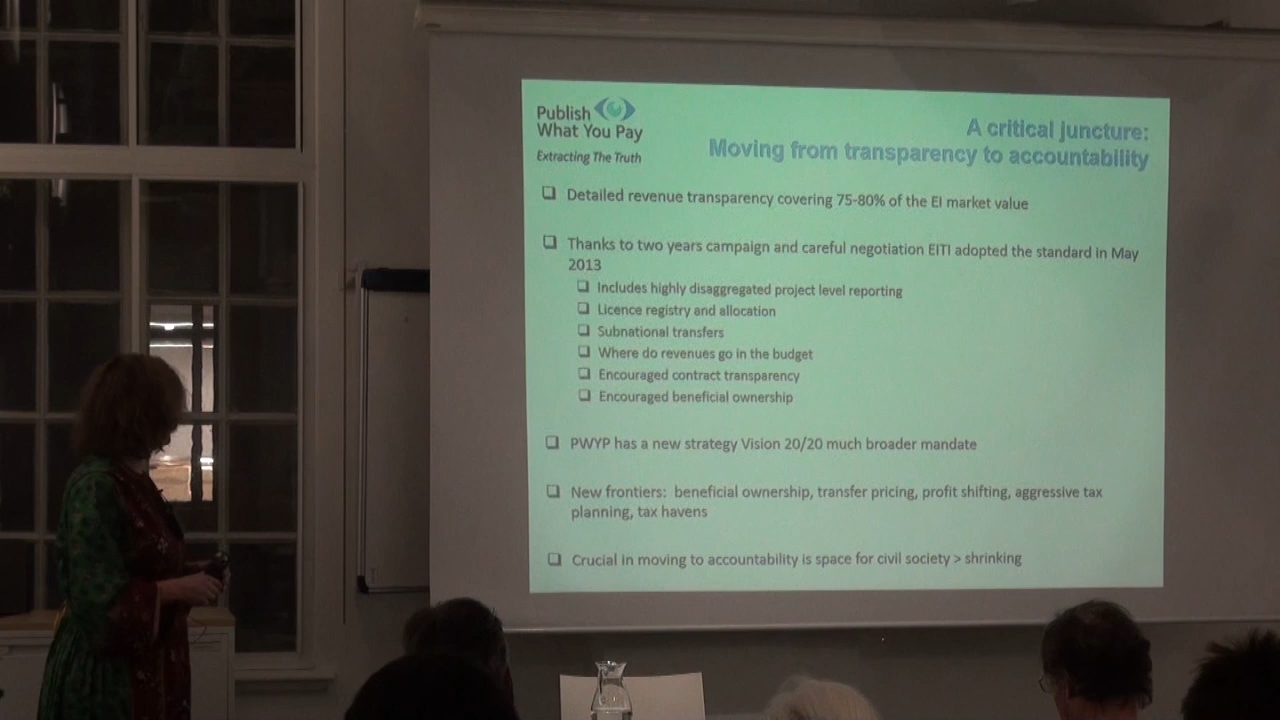 Publish
What You Pay
Extracting The Truth
A critical juncture:
Moving from transparency to accountability
Detailed revenue transparency covering 75-80% of the EI market value
Thanks to two years campaign and careful negotiation EITI adopted the standard in May
2013
Includes highly disaggregated project level reporting
Licence registry and allocation
Subnational transfers
Where do revenues go in the budget
Encouraged contract transparency
Encouraged beneficial ownership
PWYP has a new strategy Vision 20/20 much broader mandate
New frontiers: beneficial ownership, transfer pricing, profit shifting, aggressive tax
planning, tax havens
Crucial in moving to accountability is space for civil society > shrinking